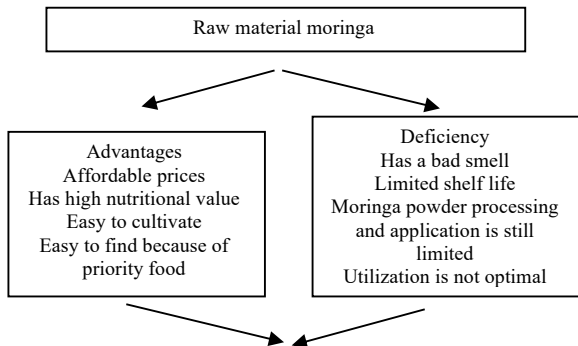 Raw material moringa
Advantages
Affordable prices
Has high nutritional value
Easy to cultivate
Easy to find because of
priority food
Deficiency
Has a bad smell
Limited shelf life
Moringa powder processing
and application is still
limited
Utilization is not optimal